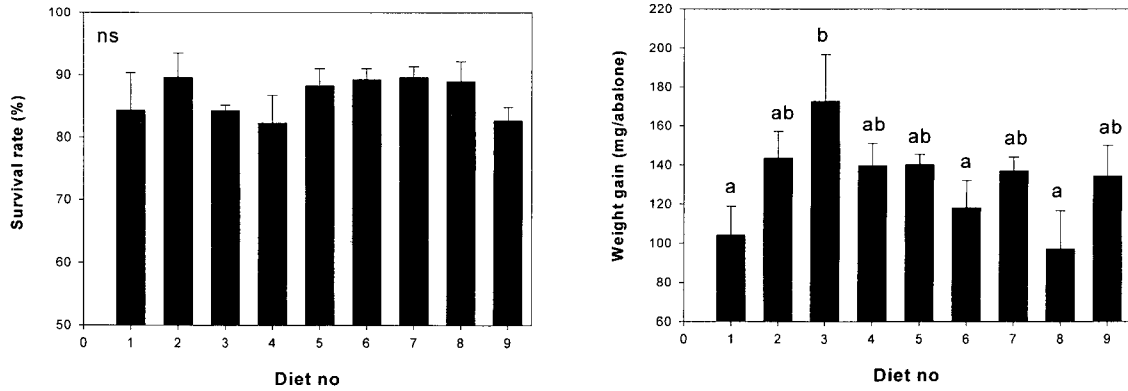 100
90
80
70
60
50
Survival rate (%)
ns
0 1 2 3 4 5 6 7 8 9
Diet no
220
200
180
160
140
120
100
80
60
Weight gain (mg/abalone)
a ab b ab ab a ab a ab
0 1 2 3 4 5 6 7 8 9
Diet no